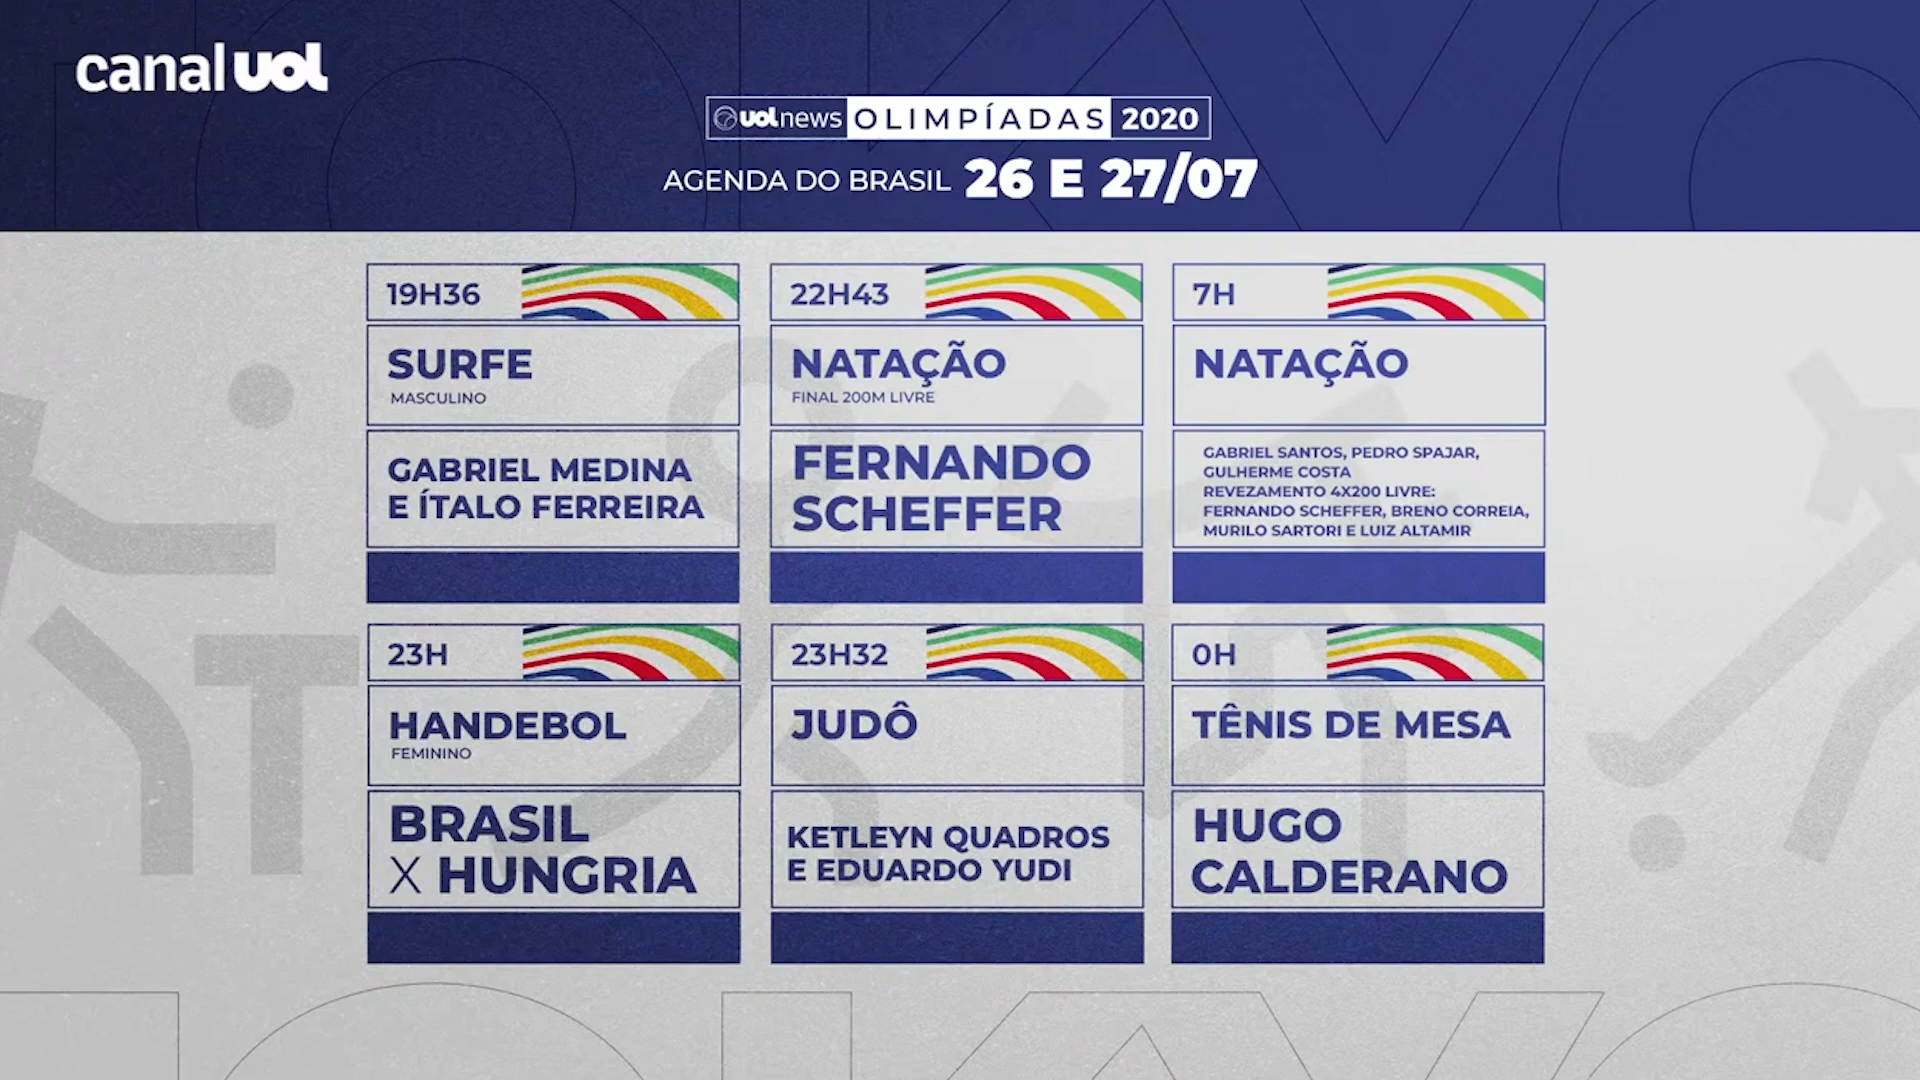 canal uol
uol news OLIMPÍADAS 2020
AGENDA DO BRASIL 26 E 27/07
19H36
SURFE
MASCULINO
GABRIEL MEDINA
E ÍTALO FERREIRA
22H43
NATAÇÃO
FINAL 200M LIVRE
FERNANDO
SCHEFFER
7H
NATAÇÃO
GABRIEL SANTOS, PEDRO SPAJAR,
GULHERME COSTA
REVEZAMENTO 4X200 LIVRE:
FERNANDO SCHEFFER, BRENO CORREIA,
MURILO SARTORI E LUIZ ALTAMIR
23H
HANDEBOL
FEMININO
BRASIL
X HUNGRIA
23H32
JUDÔ
KETLEYN QUADROS
E EDUARDO YUDI
0H
TÊNIS DE MESA
HUGO
CALDERANO